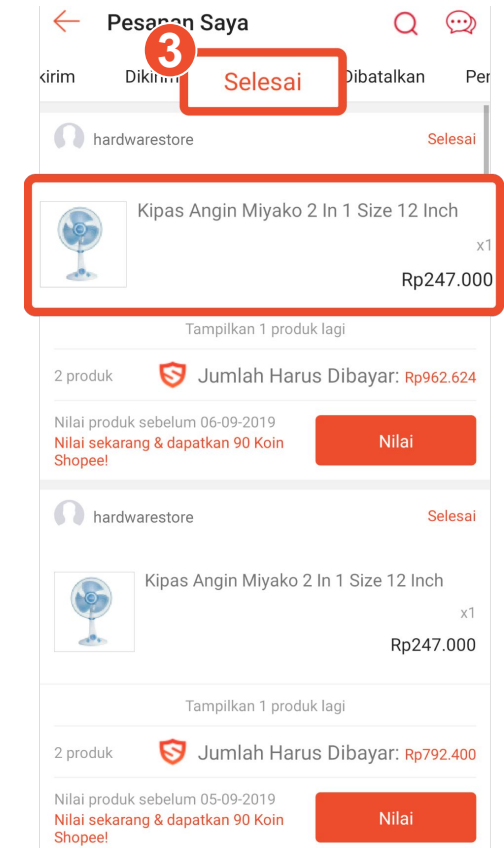 Pesanan Saya
3
kirim Dikirim Selesai Dibatalkan Per
hardwarestore Selesai
Kipas Angin Miyako 2 In 1 Size 12 Inch
x1
Rp247.000
Tampilkan 1 produk lagi
2 produk Jumlah Harus Dibayar: Rp962.624
Nilai produk sebelum 06-09-2019
Nilai sekarang & dapatkan 90 Koin
Shopee!
Nilai
hardwarestore Selesai
Kipas Angin Miyako 2 In 1 Size 12 Inch
x1
Rp247.000
Tampilkan 1 produk lagi
2 produk Jumlah Harus Dibayar: Rp792.400
Nilai produk sebelum 05-09-2019
Nilai sekarang & dapatkan 90 Koin
Shopee!
Nilai